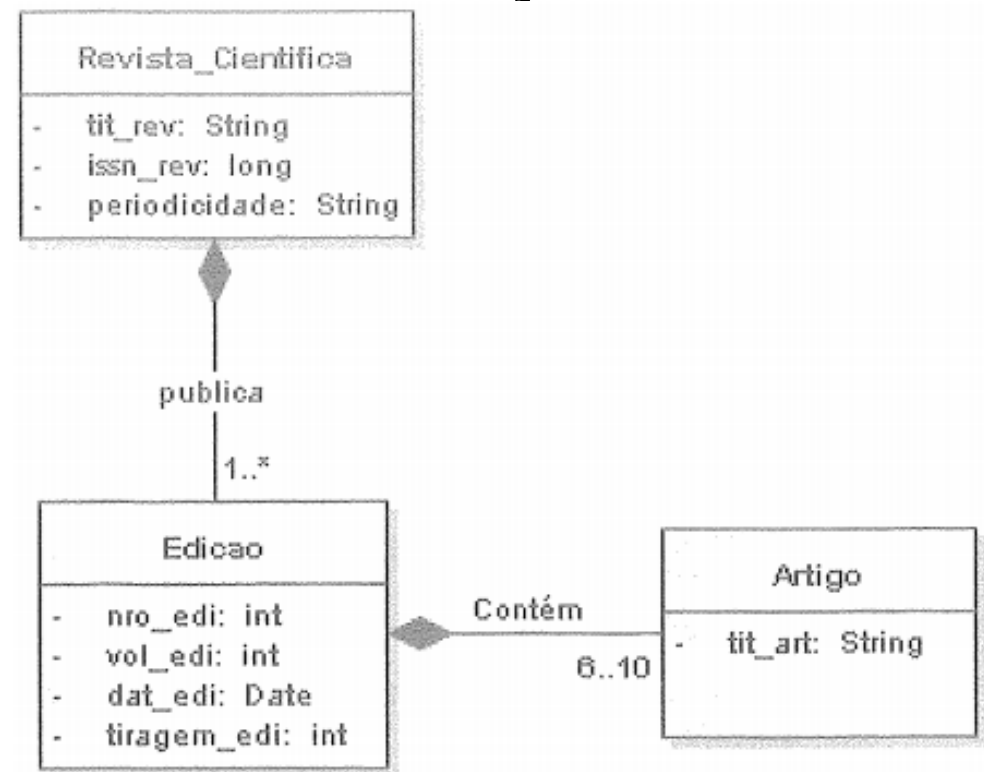 Revista_Cientifica
- tit_rev: String
- issn_rev: long
- periodicidade: String
publica
1..*
Edicao
- nro_edi: int
- vol_edi: int
- dat_edi: Date
- tiragem_edi: int
Contém
6..10
Artigo
- tit_art: String